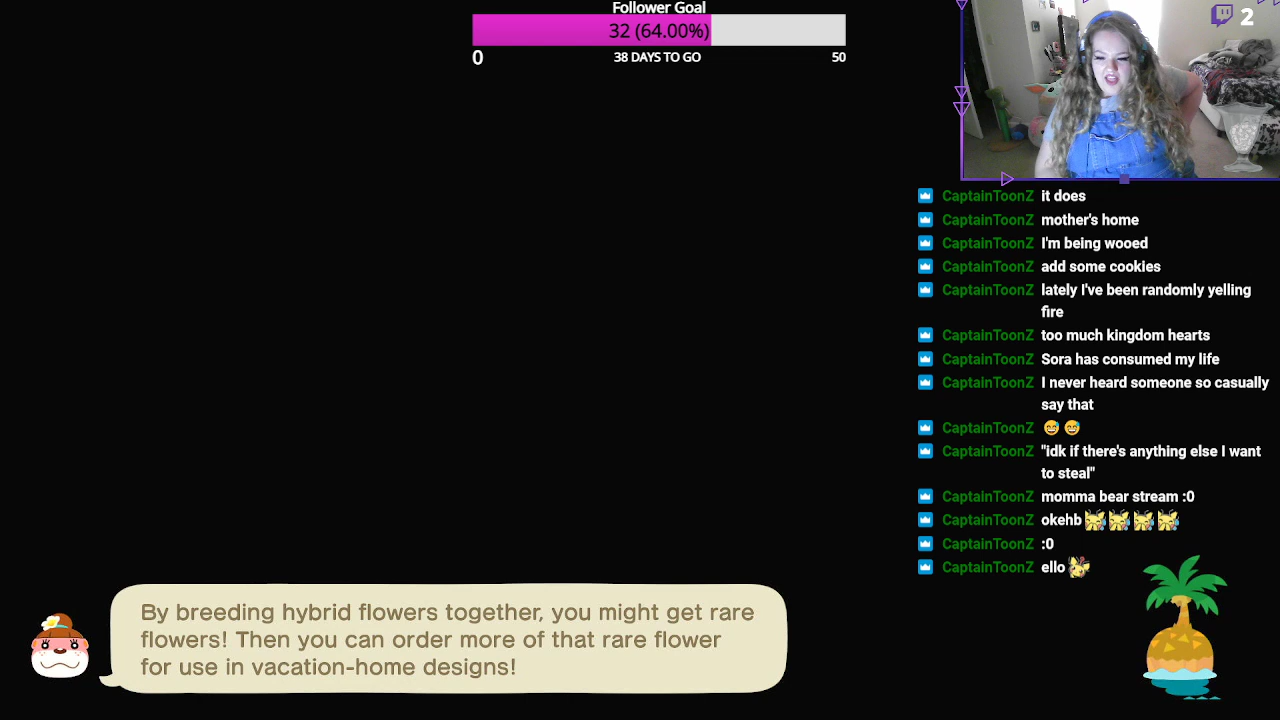 Follower Goal
32 (64.00%)
0
38 DAYS TO GO
50
2
CaptainToonZ it does
CaptainToonZ mother's home
CaptainToonZ I'm being wooed
CaptainToonZ add some cookies
CaptainToonZ lately I've been randomly yelling
fire
CaptainToonZ too much kingdom hearts
CaptainToonZ Sora has consumed my life
CaptainToonZ I never heard someone so casually
say that
CaptainToonZ 😅 😅
CaptainToonZ "idk if there's anything else I want
to steal"
CaptainToonZ momma bear stream :0
CaptainToonZ okehb
CaptainToonZ :0
CaptainToonZ ello
By breeding hybrid flowers together, you might get rare
flowers! Then you can order more of that rare flower
for use in vacation-home designs!